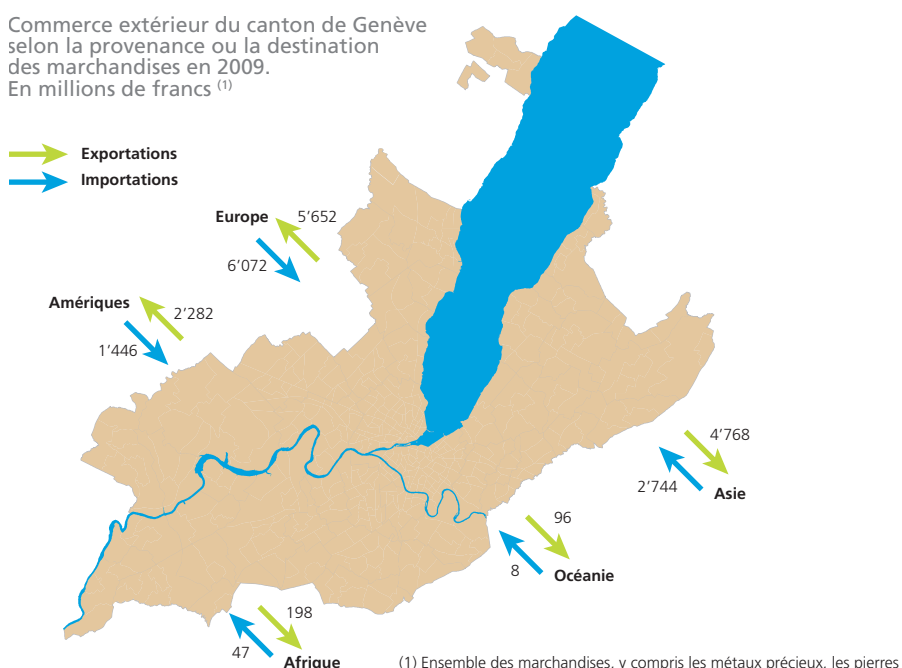 Commerce extérieur du canton de Genève
selon la provenance ou la destination
des marchandises en 2009.
En millions de francs (1)
Exportations
Importations
Europe 5’652
6’072
Amériques
2’282
1’446
4’768
2’744
Asie
96
8
Océanie
198
47
Afrique
(1) Ensemble des marchandises, y compris les métaux précieux, les pierres